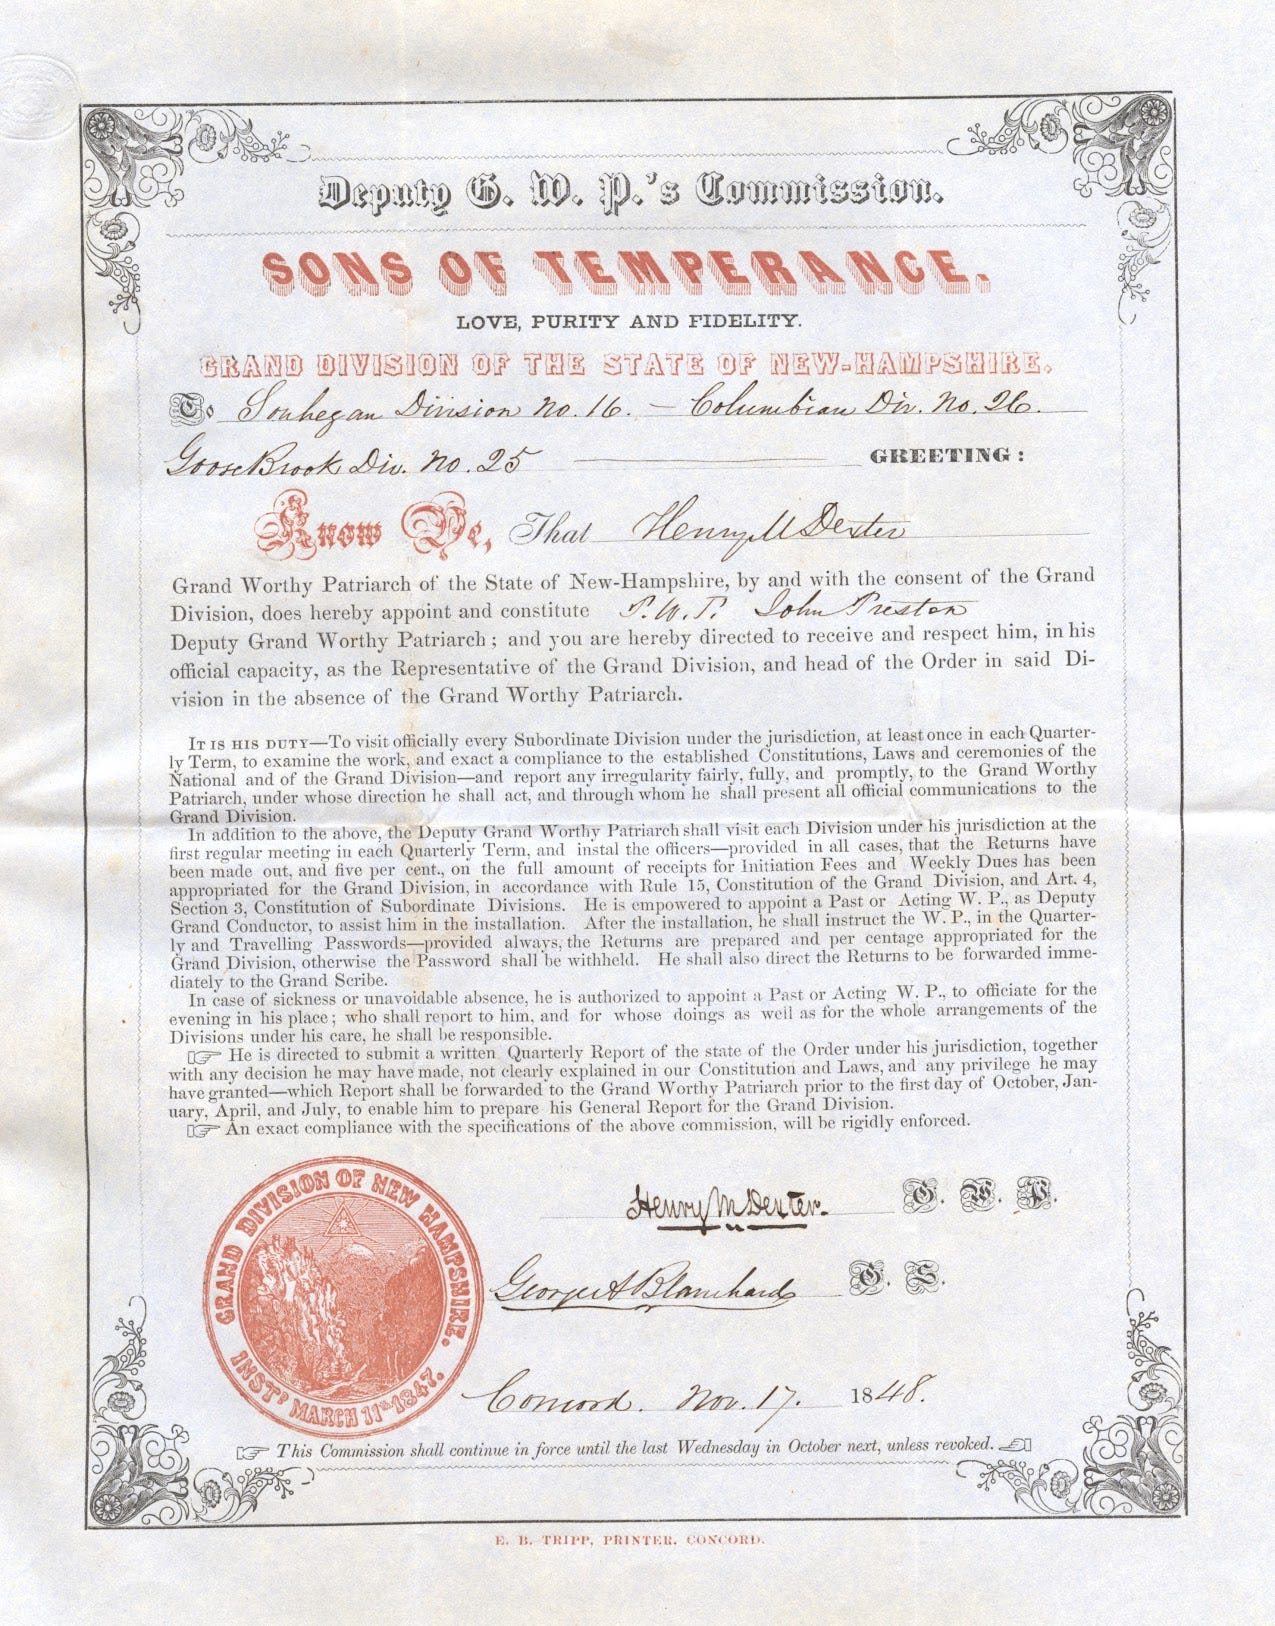 Deputy G. W. P.'s Commission.
SONS OF TEMPERANCE.
LOVE, PURITY AND FIDELITY.
GRAND DIVISION OF THE STATE OF NEW-HAMPSHIRE.
To Souhegan Division No. 16. — Columbian Div. No. 26.
Goose Brook Div. No. 25 GREETING:
Know Ye, That Henry M Dexter
Grand Worthy Patriarch of the State of New-Hampshire, by and with the consent of the Grand
Division, does hereby appoint and constitute P. W. P. John Preston
Deputy Grand Worthy Patriarch; and you are hereby directed to receive and respect him, in his
official capacity, as the Representative of the Grand Division, and head of the Order in said Di-
vision in the absence of the Grand Worthy Patriarch.
IT IS HIS DUTY—To visit officially every Subordinate Division under the jurisdiction, at least once in each Quarter-
ly Term, to examine the work, and exact a compliance to the established Constitutions, Laws and ceremonies of the
National and of the Grand Division—and report any irregularity fairly, fully, and promptly, to the Grand Worthy
Patriarch, under whose direction he shall act, and through whom he shall present all official communications to the
Grand Division.
In addition to the above, the Deputy Grand Worthy Patriarch shall visit each Division under his jurisdiction at the
first regular meeting in each Quarterly Term, and instal the officers—provided in all cases, that the Returns have
been made out, and five per cent., on the full amount of receipts for Initiation Fees and Weekly Dues has been
appropriated for the Grand Division, in accordance with Rule 15, Constitution of the Grand Division, and Art. 4,
Section 3, Constitution of Subordinate Divisions. He is empowered to appoint a Past or Acting W. P., as Deputy
Grand Conductor, to assist him in the installation. After the installation, he shall instruct the W. P., in the Quarter-
ly and Travelling Passwords—provided always, the Returns are prepared and per centage appropriated for the
Grand Division, otherwise the Password shall be withheld. He shall also direct the Returns to be forwarded imme-
diately to the Grand Scribe.
In case of sickness or unavoidable absence, he is authorized to appoint a Past or Acting W. P., to officiate for the
evening in his place; who shall report to him, and for whose doings as well as for the whole arrangements of the
Divisions under his care, he shall be responsible.
☞ He is directed to submit a written Quarterly Report of the state of the Order under his jurisdiction, together
with any decision he may have made, not clearly explained in our Constitution and Laws, and any privilege he may
have granted—which Report shall be forwarded to the Grand Worthy Patriarch prior to the first day of October, Jan-
uary, April, and July, to enable him to prepare his General Report for the Grand Division.
☞ An exact compliance with the specifications of the above commission, will be rigidly enforced.
GRAND DIVISION OF NEW HAMPSHIRE.
INST'D MARCH 11th 1847.
Henry M Dexter. G. W. P.
George A Blanchard G. S.
Concord. Nov. 17. 1848.
☞ This Commission shall continue in force until the last Wednesday in October next, unless revoked. ☜
E. B. TRIPP, PRINTER, CONCORD.